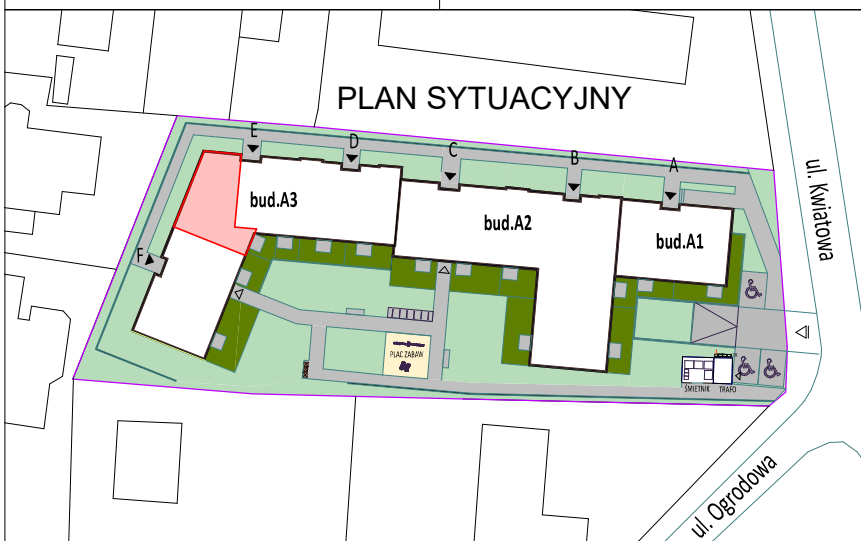 PLAN SYTUACYJNY
E
D
C
B
A
ul. Kwiatowa
bud.A3
bud.A2
bud.A1
F
PLAC ZABAW
ŚMIETNIK
TRAFO
ul. Ogrodowa